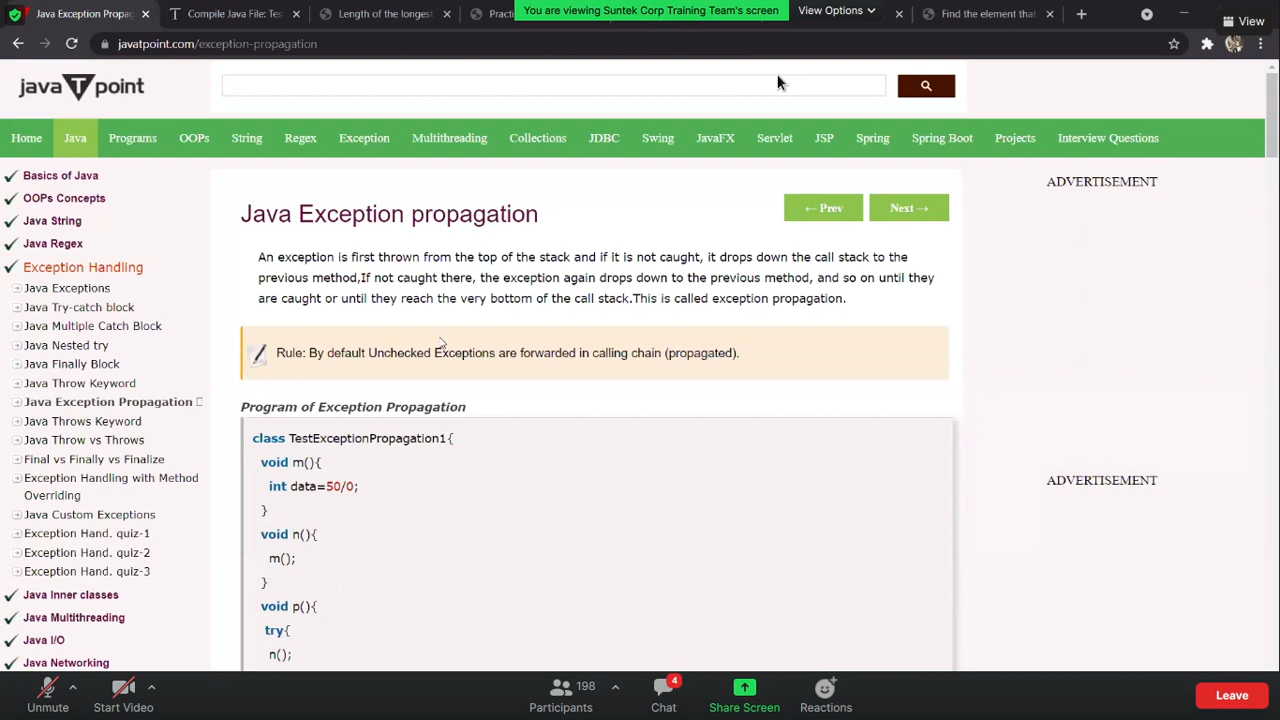 Java Exception Propag
Compile Java File: Tes
Length of the longest
Practi
You are viewing Suntek Corp Training Team's screen
View Options
Find the element that
View
javatpoint.com/exception-propagation
java T point
Home Java Programs OOPs String Regex Exception Multithreading Collections JDBC Swing JavaFX Servlet JSP Spring Spring Boot Projects Interview Questions
Basics of Java
OOPs Concepts
Java String
Java Regex
Exception Handling
Java Exceptions
Java Try-catch block
Java Multiple Catch Block
Java Nested try
Java Finally Block
Java Throw Keyword
Java Exception Propagation
Java Throws Keyword
Java Throw vs Throws
Final vs Finally vs Finalize
Exception Handling with Method
Overriding
Java Custom Exceptions
Exception Hand. quiz-1
Exception Hand. quiz-2
Exception Hand. quiz-3
Java Inner classes
Java Multithreading
Java I/O
Java Networking
Java Exception propagation
← Prev
Next →
An exception is first thrown from the top of the stack and if it is not caught, it drops down the call stack to the
previous method,If not caught there, the exception again drops down to the previous method, and so on until they
are caught or until they reach the very bottom of the call stack.This is called exception propagation.
Rule: By default Unchecked Exceptions are forwarded in calling chain (propagated).
Program of Exception Propagation
class TestExceptionPropagation1{
void m(){
int data=50/0;
}
void n(){
m();
}
void p(){
try{
n();
ADVERTISEMENT
ADVERTISEMENT
Unmute
Start Video
198
Participants
4
Chat
Share Screen
Reactions
Leave